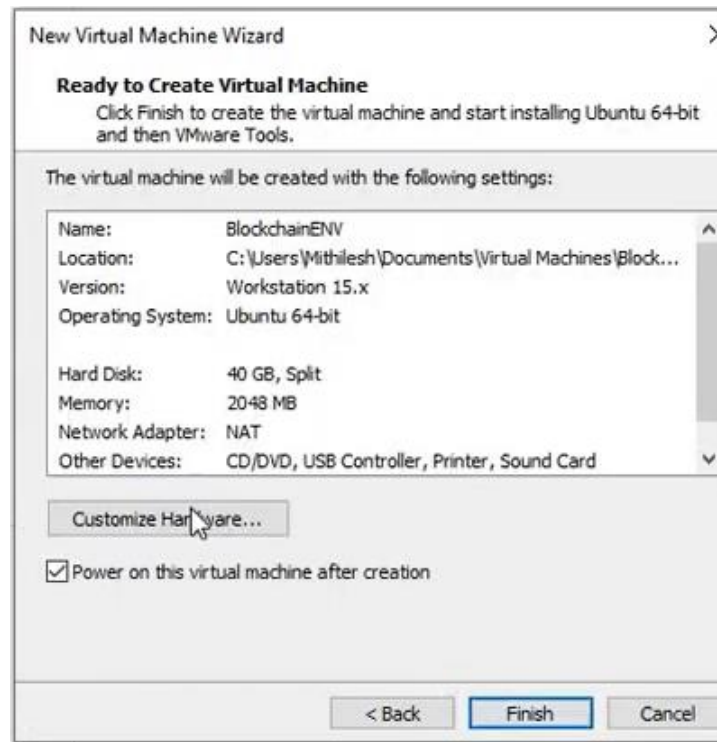 New Virtual Machine Wizard
Ready to Create Virtual Machine
Click Finish to create the virtual machine and start installing Ubuntu 64-bit
and then VMware Tools.
The virtual machine will be created with the following settings:
Name: BlockchainENV
Location: C:\Users\Mithilesh\Documents\Virtual Machines\Block...
Version: Workstation 15.x
Operating System: Ubuntu 64-bit
Hard Disk: 40 GB, Split
Memory: 2048 MB
Network Adapter: NAT
Other Devices: CD/DVD, USB Controller, Printer, Sound Card
Customize Hardware...
Power on this virtual machine after creation
< Back Finish Cancel